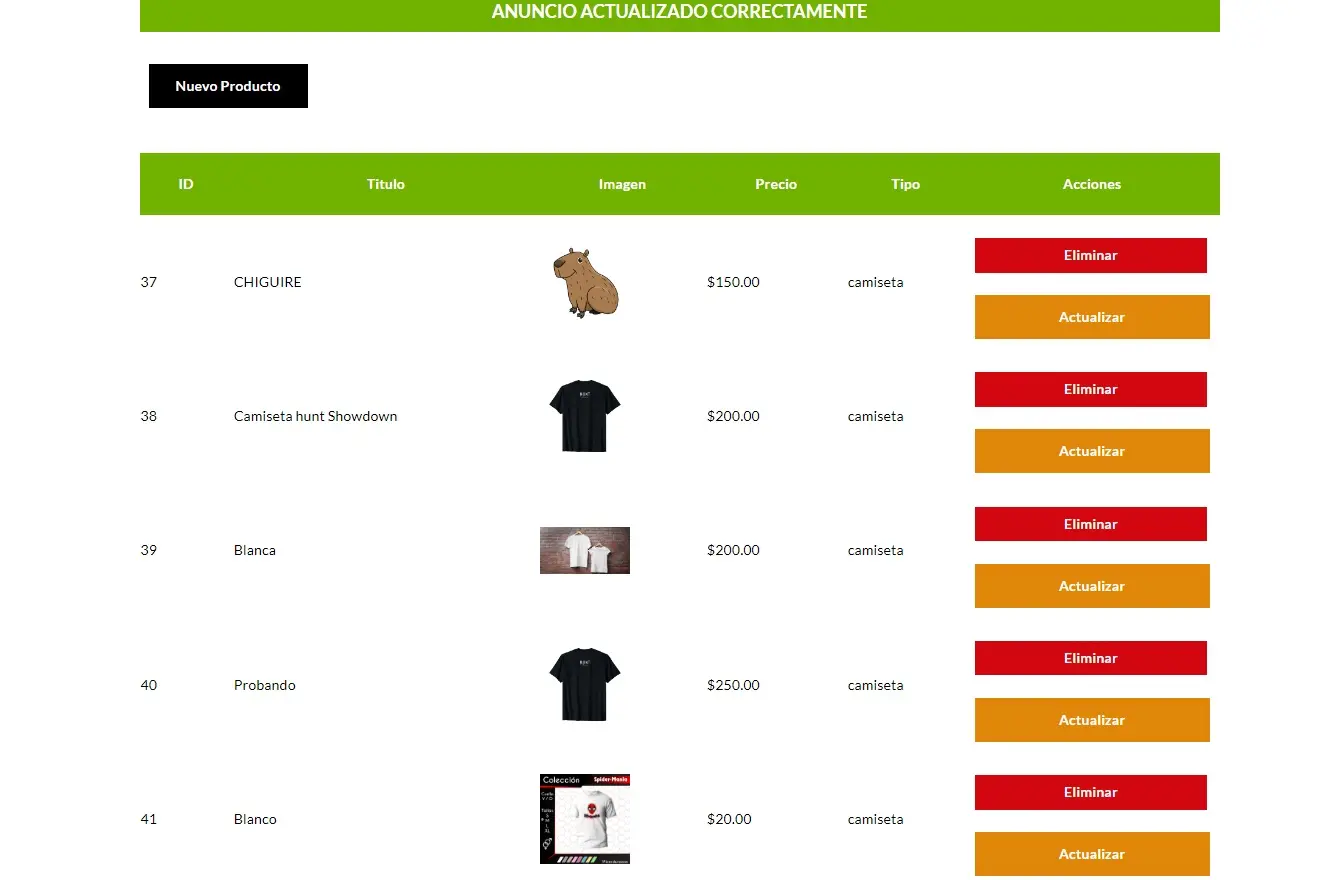 ANUNCIO ACTUALIZADO CORRECTAMENTE
Nuevo Producto
ID Titulo Imagen Precio Tipo Acciones
37 CHIGUIRE $150.00 camiseta Eliminar
Actualizar
38 Camiseta hunt Showdown $200.00 camiseta Eliminar
Actualizar
39 Blanca $200.00 camiseta Eliminar
Actualizar
40 Probando $250.00 camiseta Eliminar
Actualizar
Colección Spider-Manía
41 Blanco $20.00 camiseta Eliminar
Actualizar